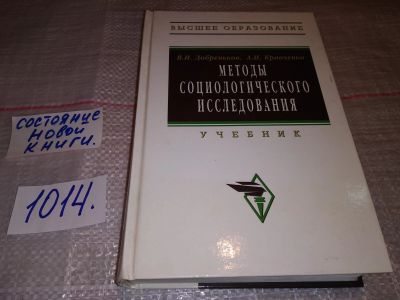 ВЫСШЕЕ ОБРАЗОВАНИЕ
В.И. Добреньков, А.И. Кравченко
МЕТОДЫ
СОЦИОЛОГИЧЕСКОГО
ИССЛЕДОВАНИЯ
УЧЕБНИК
состояние
новой
книги.
1014.